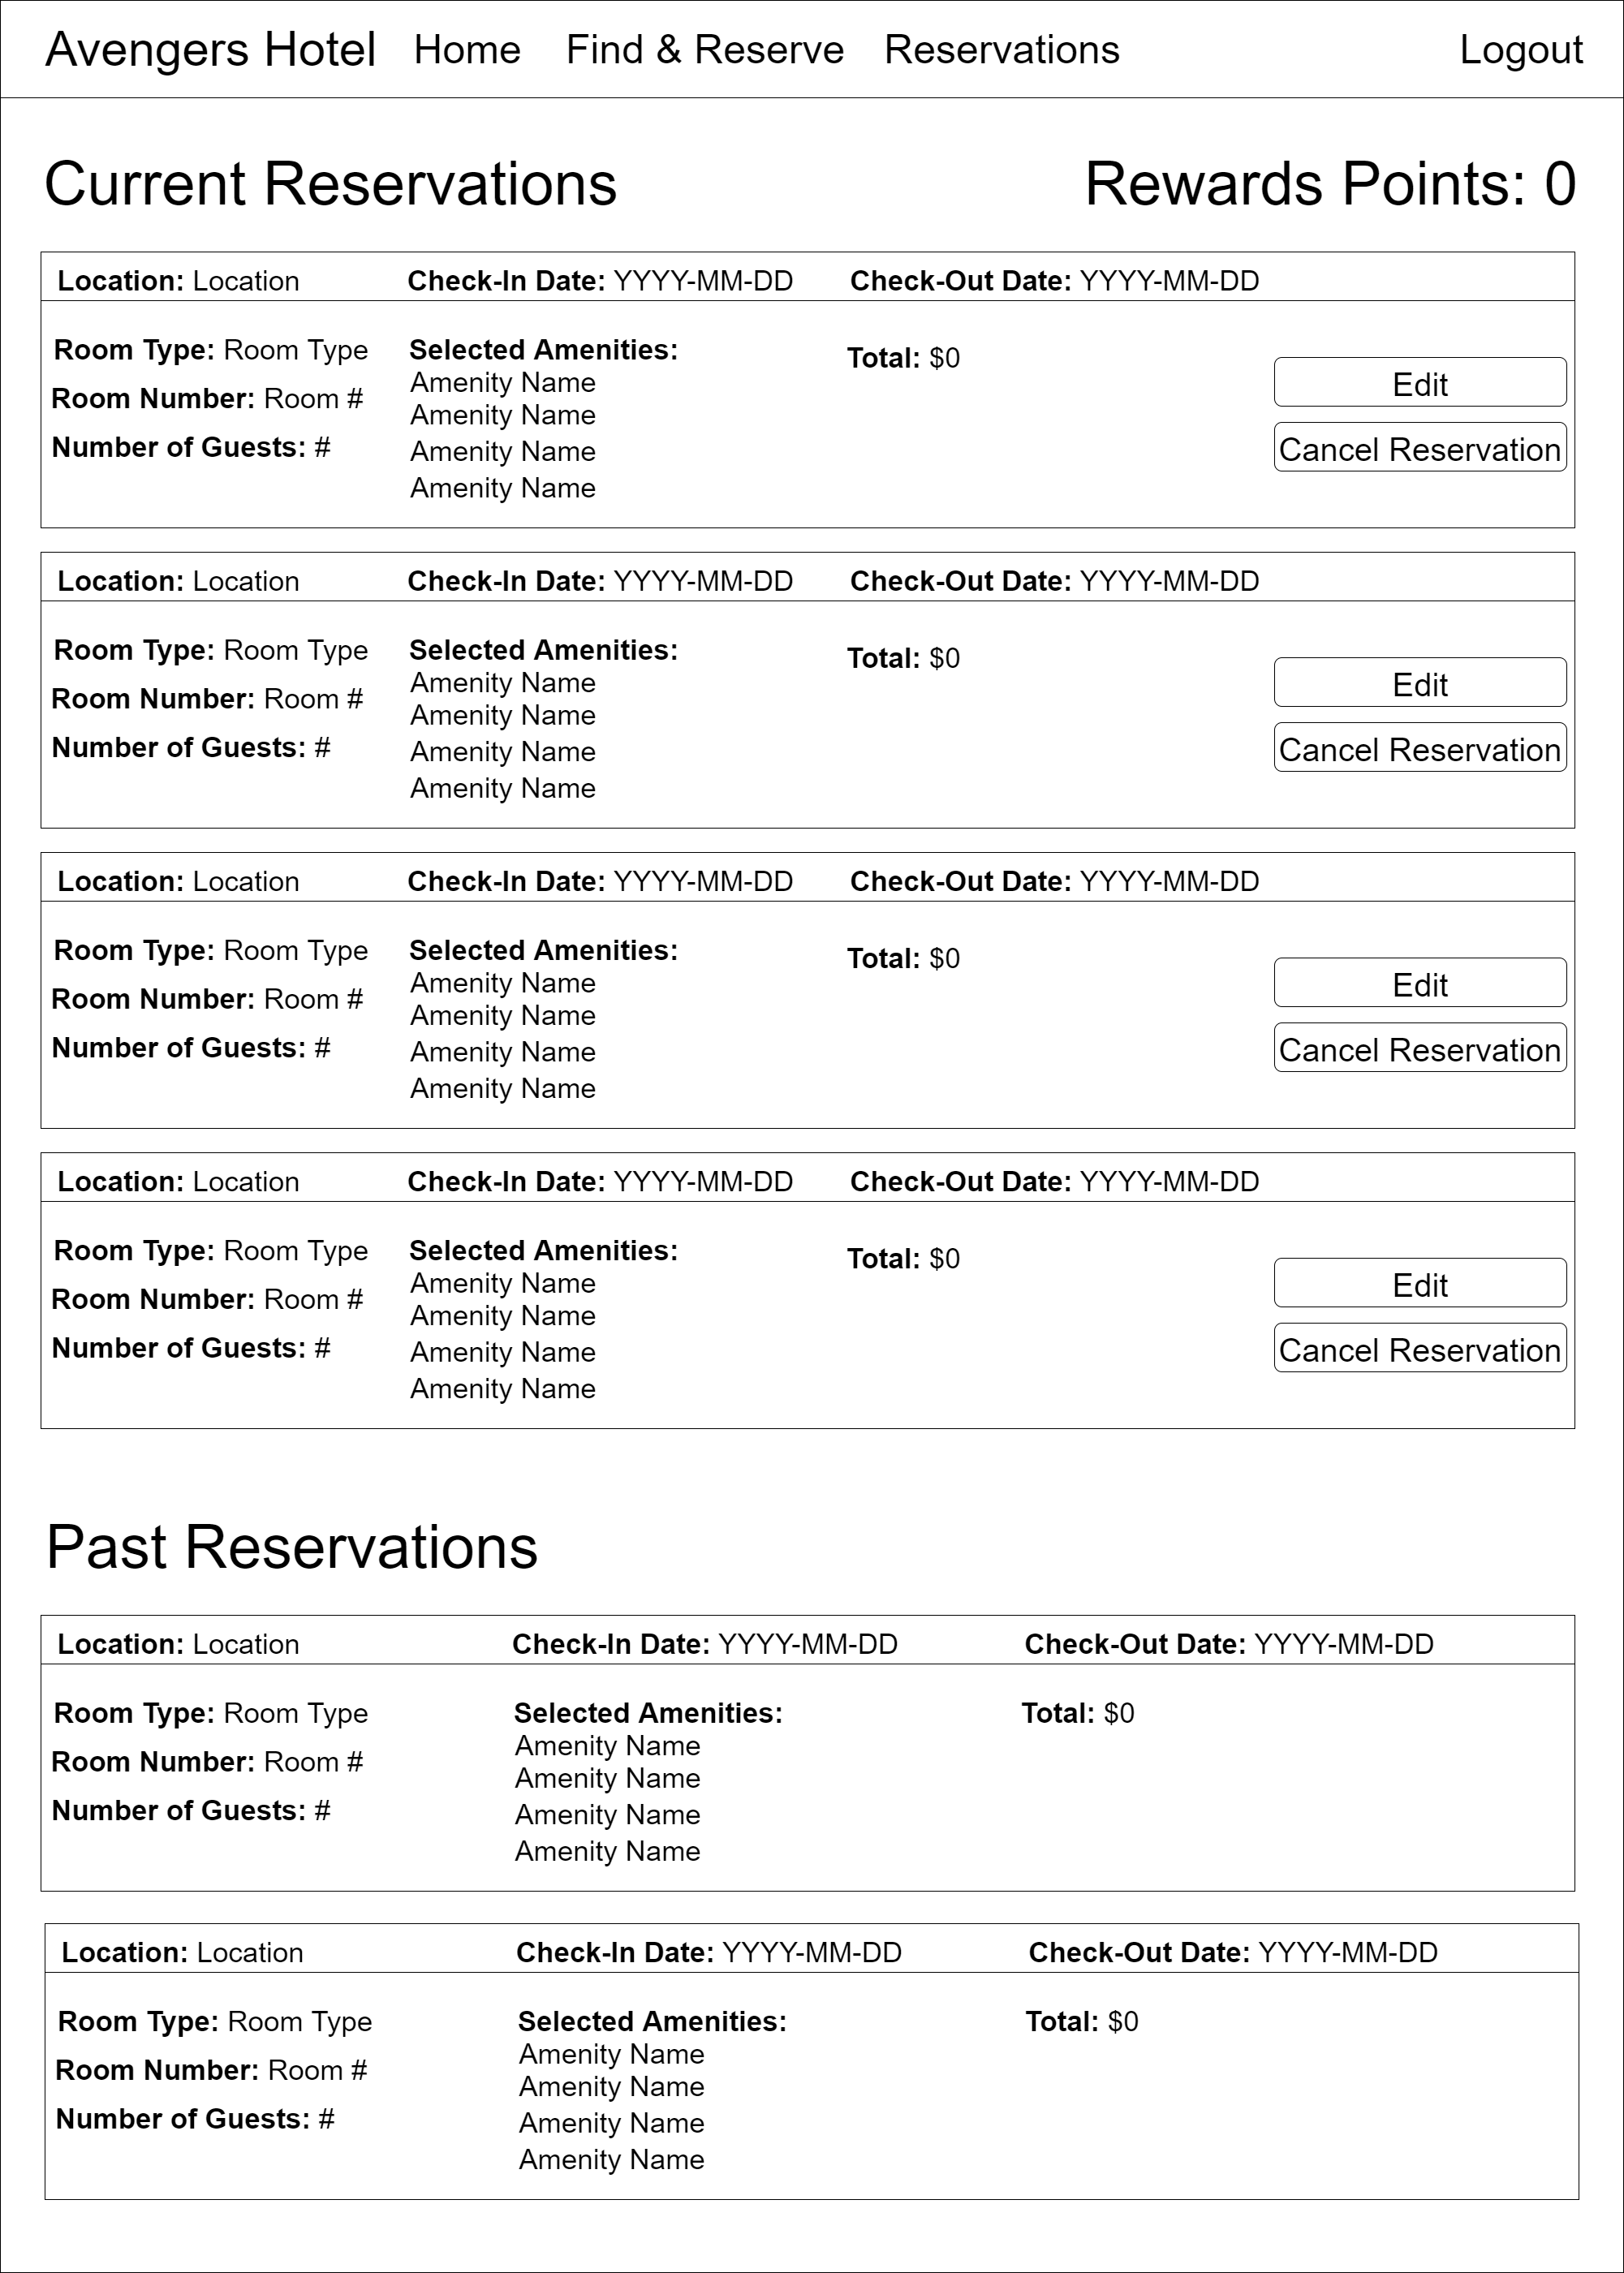 Avengers Hotel Home Find & Reserve Reservations Logout
Current Reservations Rewards Points: 0
Location: Location Check-In Date: YYYY-MM-DD Check-Out Date: YYYY-MM-DD
Room Type: Room Type Selected Amenities: Total: $0
Amenity Name
Edit
Room Number: Room # Amenity Name
Number of Guests: # Amenity Name Cancel Reservation
Amenity Name
Location: Location Check-In Date: YYYY-MM-DD Check-Out Date: YYYY-MM-DD
Room Type: Room Type Selected Amenities: Total: $0
Amenity Name
Edit
Room Number: Room # Amenity Name
Number of Guests: # Amenity Name Cancel Reservation
Amenity Name
Location: Location Check-In Date: YYYY-MM-DD Check-Out Date: YYYY-MM-DD
Room Type: Room Type Selected Amenities: Total: $0
Amenity Name
Edit
Room Number: Room # Amenity Name
Number of Guests: # Amenity Name Cancel Reservation
Amenity Name
Location: Location Check-In Date: YYYY-MM-DD Check-Out Date: YYYY-MM-DD
Room Type: Room Type Selected Amenities: Total: $0
Amenity Name
Edit
Room Number: Room # Amenity Name
Number of Guests: # Amenity Name Cancel Reservation
Amenity Name
Past Reservations
Location: Location Check-In Date: YYYY-MM-DD Check-Out Date: YYYY-MM-DD
Room Type: Room Type Selected Amenities: Total: $0
Amenity Name
Room Number: Room # Amenity Name
Number of Guests: # Amenity Name
Amenity Name
Location: Location Check-In Date: YYYY-MM-DD Check-Out Date: YYYY-MM-DD
Room Type: Room Type Selected Amenities: Total: $0
Amenity Name
Room Number: Room # Amenity Name
Number of Guests: # Amenity Name
Amenity Name